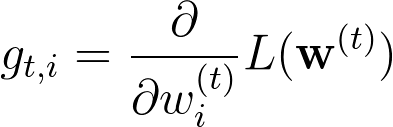 g_{t,i} = \frac{\partial}{\partial w_i^{(t)}} L(\mathbf{w}^{(t)})